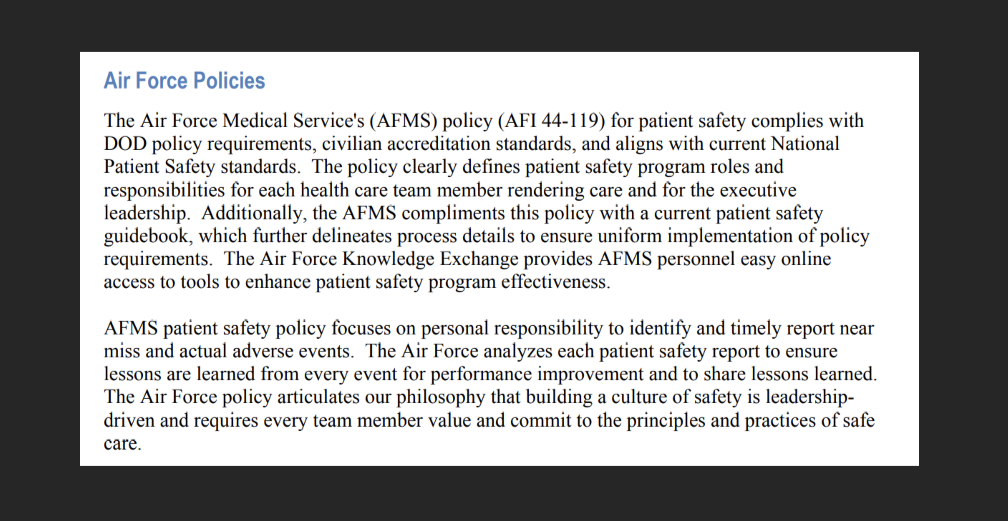 Air Force Policies
The Air Force Medical Service's (AFMS) policy (AFI 44-119) for patient safety complies with
DOD policy requirements, civilian accreditation standards, and aligns with current National
Patient Safety standards.  The policy clearly defines patient safety program roles and
responsibilities for each health care team member rendering care and for the executive
leadership.  Additionally, the AFMS compliments this policy with a current patient safety
guidebook, which further delineates process details to ensure uniform implementation of policy
requirements.  The Air Force Knowledge Exchange provides AFMS personnel easy online
access to tools to enhance patient safety program effectiveness.

AFMS patient safety policy focuses on personal responsibility to identify and timely report near
miss and actual adverse events.  The Air Force analyzes each patient safety report to ensure
lessons are learned from every event for performance improvement and to share lessons learned.
The Air Force policy articulates our philosophy that building a culture of safety is leadership-
driven and requires every team member value and commit to the principles and practices of safe
care.